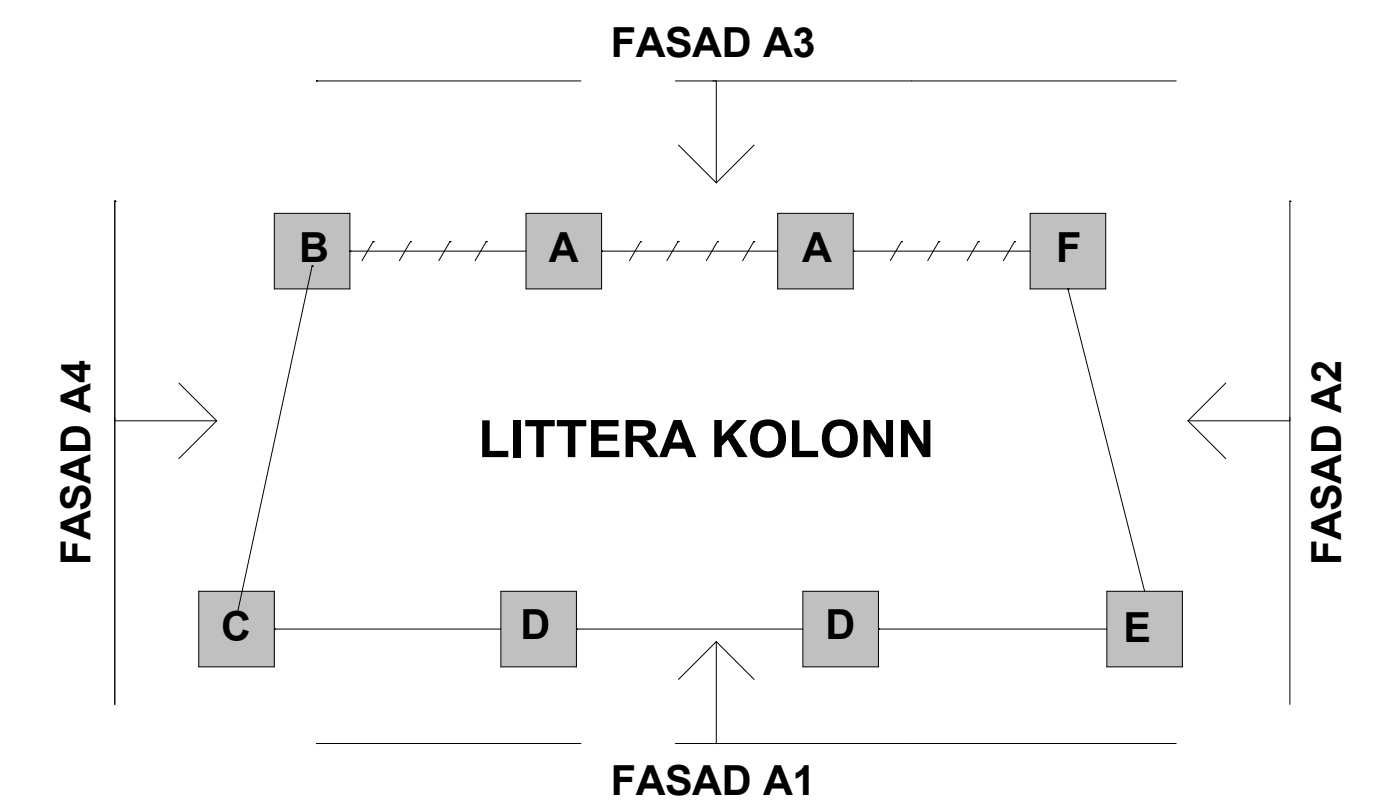 FASAD A3
B A A F
FASAD A4
LITTERA KOLONN
FASAD A2
C D D E
FASAD A1